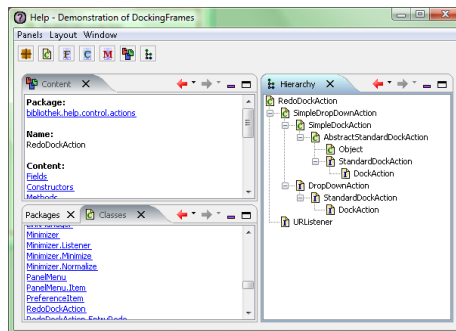 Help - Demonstration of DockingFrames
Panels Layout Window
F C M
Content X
Package:
bibliothek.help.control.actions
Name:
RedoDockAction
Content:
Fields
Constructors
Methods
Packages X Classes X
Minimizer
Minimizer.Listener
Minimizer.Minimize
Minimizer.Normalize
PanelMenu
PanelMenu.Item
PreferenceItem
RedoDockAction
RedoDockAction.EntryRedo
Hierarchy X
RedoDockAction
SimpleDropDownAction
SimpleDockAction
AbstractStandardDockAction
Object
StandardDockAction
DockAction
DropDownAction
StandardDockAction
DockAction
URListener